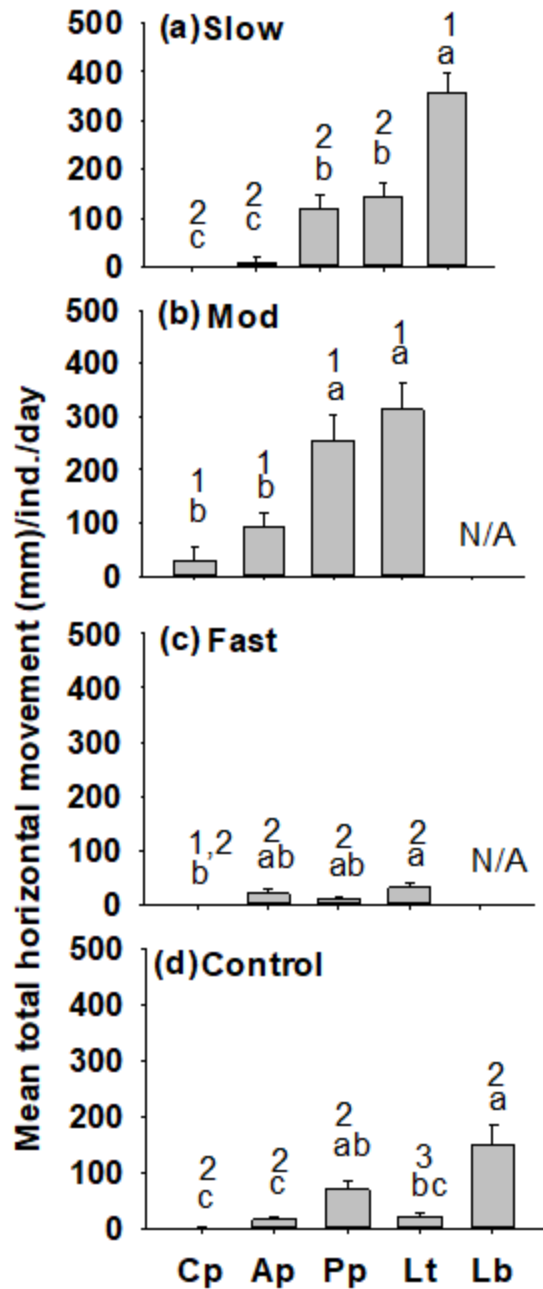 Mean total horizontal movement (mm)/ind./day
(a) Slow
500
400
300
200
100
0
2
c
2
c
2
b
2
b
1
a
(b) Mod
500
400
300
200
100
0
1
b
1
b
1
a
1
a
N/A
(c) Fast
500
400
300
200
100
0
1,2
b
2
ab
2
ab
2
a
N/A
(d) Control
500
400
300
200
100
0
2
c
2
c
2
ab
3
bc
2
a
Cp Ap Pp Lt Lb